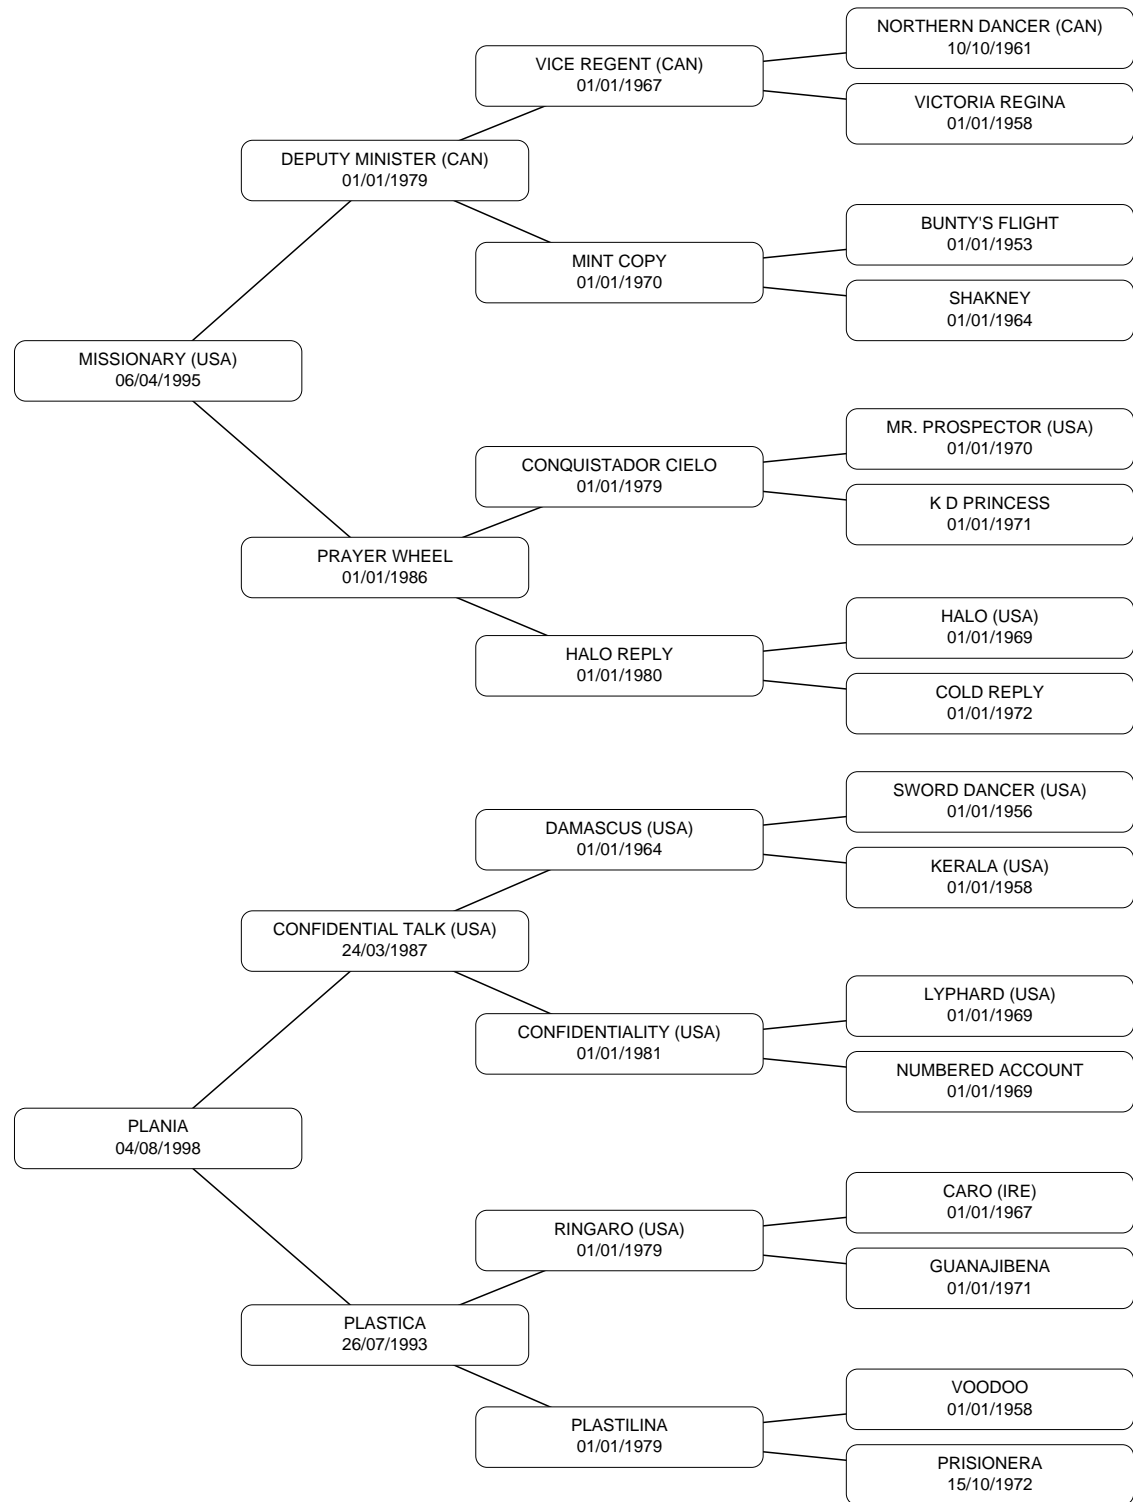 NORTHERN DANCER (CAN)
10/10/1961
VICE REGENT (CAN)
01/01/1967
VICTORIA REGINA
01/01/1958
DEPUTY MINISTER (CAN)
01/01/1979
BUNTY'S FLIGHT
01/01/1953
MINT COPY
01/01/1970
SHAKNEY
01/01/1964
MISSIONARY (USA)
06/04/1995
MR. PROSPECTOR (USA)
01/01/1970
CONQUISTADOR CIELO
01/01/1979
K D PRINCESS
01/01/1971
PRAYER WHEEL
01/01/1986
HALO (USA)
01/01/1969
HALO REPLY
01/01/1980
COLD REPLY
01/01/1972
SWORD DANCER (USA)
01/01/1956
DAMASCUS (USA)
01/01/1964
KERALA (USA)
01/01/1958
CONFIDENTIAL TALK (USA)
24/03/1987
LYPHARD (USA)
01/01/1969
CONFIDENTIALITY (USA)
01/01/1981
NUMBERED ACCOUNT
01/01/1969
PLANIA
04/08/1998
CARO (IRE)
01/01/1967
RINGARO (USA)
01/01/1979
GUANAJIBENA
01/01/1971
PLASTICA
26/07/1993
VOODOO
01/01/1958
PLASTILINA
01/01/1979
PRISIONERA
15/10/1972